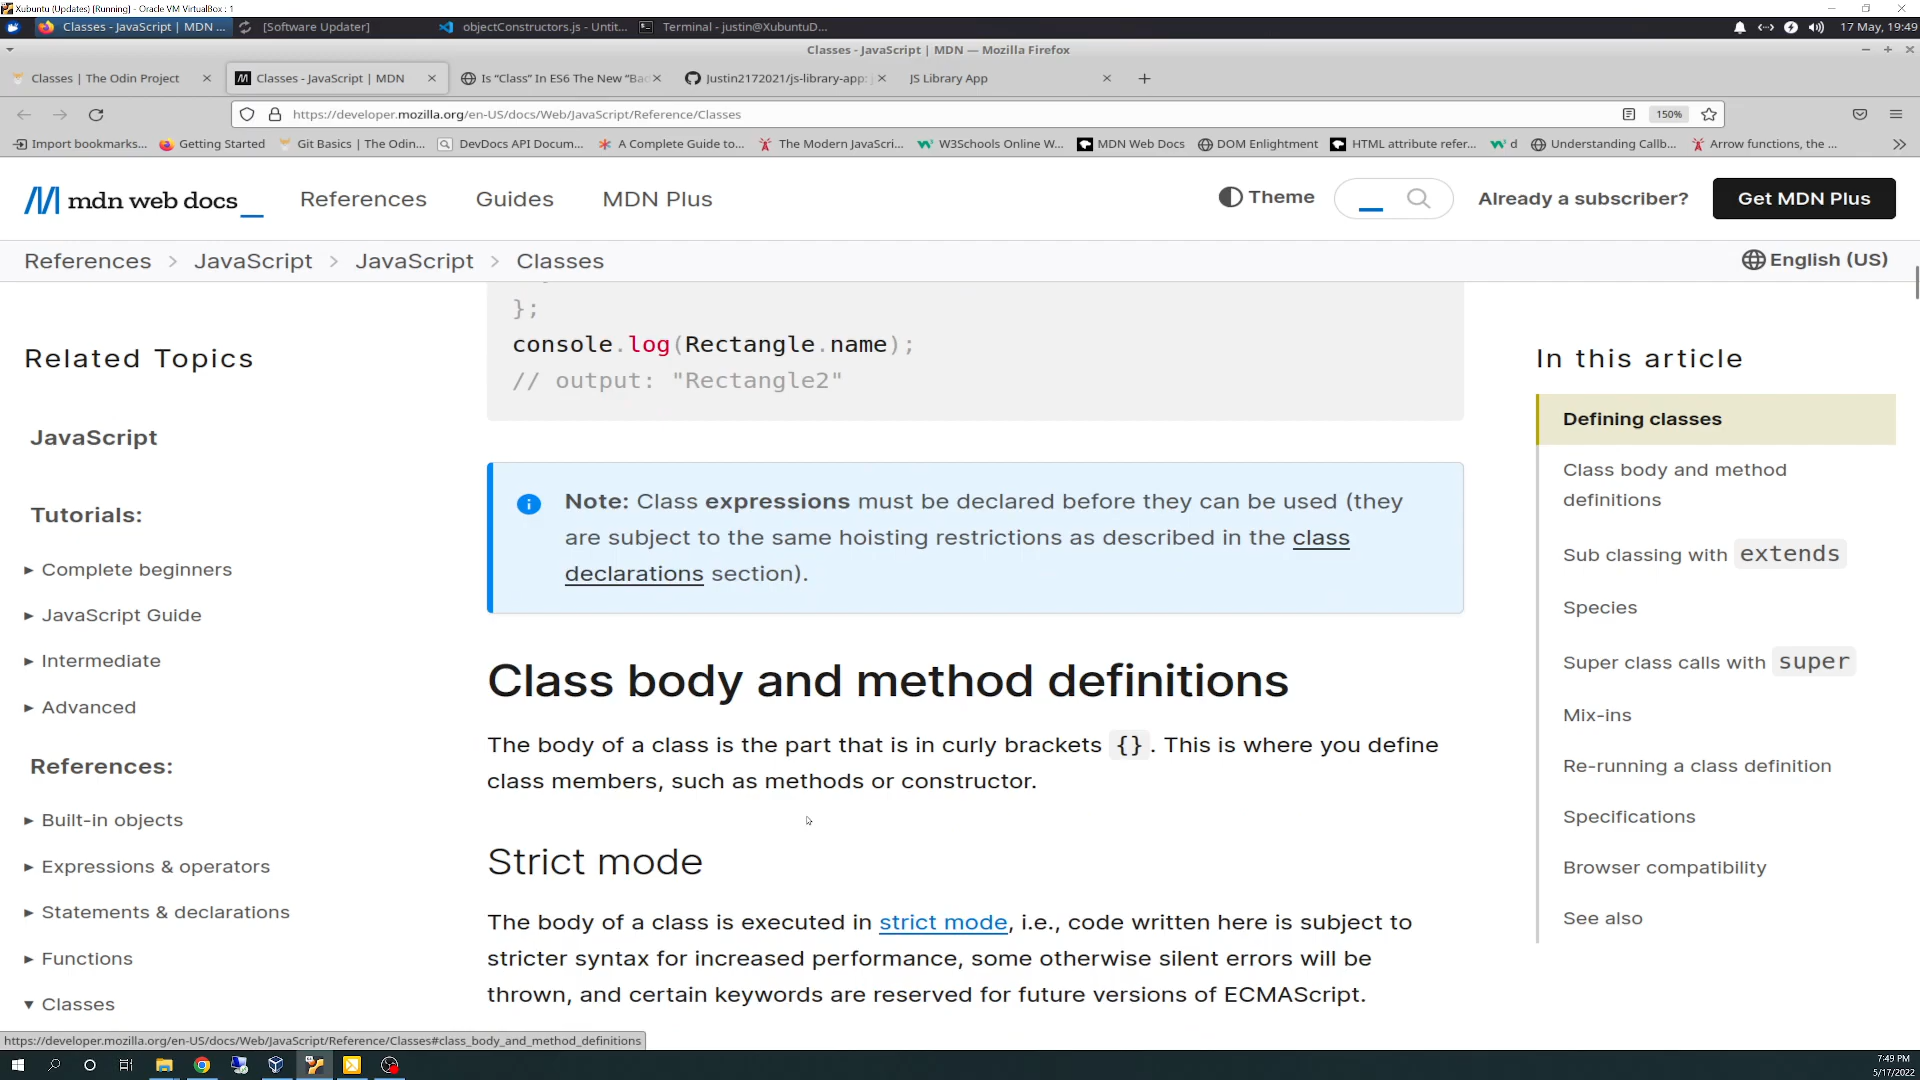 Xubuntu (Updates) [Running] - Oracle VM VirtualBox : 1
Classes - JavaScript | MDN ...
[Software Updater]
objectConstructors.js - Untit...
Terminal - justin@XubuntuD...
17 May, 19:49
Classes - JavaScript | MDN — Mozilla Firefox
Classes | The Odin Project
Classes - JavaScript | MDN
Is “Class” In ES6 The New “Bad
Justin2172021/js-library-app:
JS Library App
https://developer.mozilla.org/en-US/docs/Web/JavaScript/Reference/Classes
150%
Import bookmarks...
Getting Started
Git Basics | The Odin...
DevDocs API Docum...
A Complete Guide to...
The Modern JavaScri...
W3Schools Online W...
MDN Web Docs
DOM Enlightment
HTML attribute refer...
d
Understanding Callb...
Arrow functions, the ...
mdn web docs_
References
Guides
MDN Plus
Theme
Already a subscriber?
Get MDN Plus
References > JavaScript > JavaScript > Classes
English (US)
Related Topics
JavaScript
Tutorials:
Complete beginners
JavaScript Guide
Intermediate
Advanced
References:
Built-in objects
Expressions & operators
Statements & declarations
Functions
Classes
};
console.log(Rectangle.name);
// output: "Rectangle2"
Note: Class expressions must be declared before they can be used (they
are subject to the same hoisting restrictions as described in the class
declarations section).
Class body and method definitions
The body of a class is the part that is in curly brackets {}. This is where you define
class members, such as methods or constructor.
Strict mode
The body of a class is executed in strict mode, i.e., code written here is subject to
stricter syntax for increased performance, some otherwise silent errors will be
thrown, and certain keywords are reserved for future versions of ECMAScript.
In this article
Defining classes
Class body and method
definitions
Sub classing with extends
Species
Super class calls with super
Mix-ins
Re-running a class definition
Specifications
Browser compatibility
See also
https://developer.mozilla.org/en-US/docs/Web/JavaScript/Reference/Classes#class_body_and_method_definitions
7:49 PM
5/17/2022